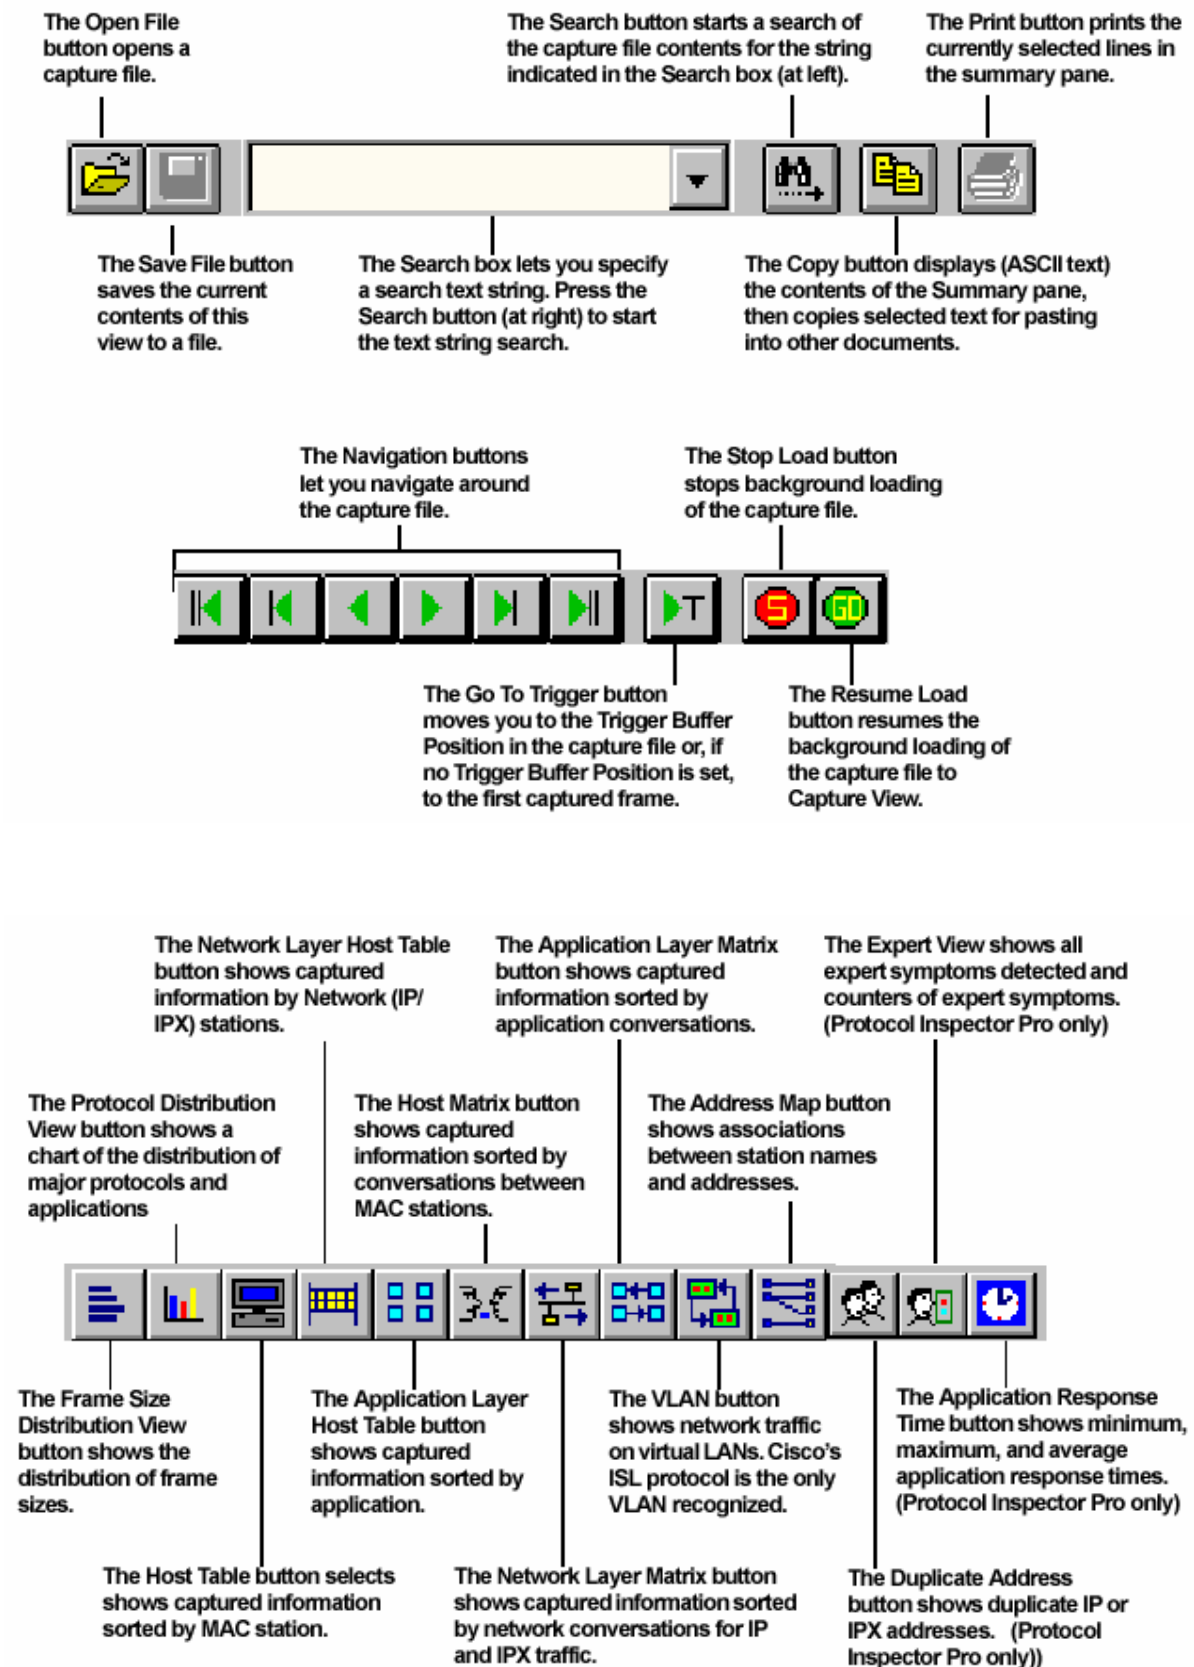 The Open File
button opens a
capture file.
The Search button starts a search of
the capture file contents for the string
indicated in the Search box (at left).
The Print button prints the
currently selected lines in
the summary pane.
The Save File button
saves the current
contents of this
view to a file.
The Search box lets you specify
a search text string. Press the
Search button (at right) to start
the text string search.
The Copy button displays (ASCII text)
the contents of the Summary pane,
then copies selected text for pasting
into other documents.
The Navigation buttons
let you navigate around
the capture file.
The Stop Load button
stops background loading
of the capture file.
T
S
GO
The Go To Trigger button
moves you to the Trigger Buffer
Position in the capture file or, if
no Trigger Buffer Position is set,
to the first captured frame.
The Resume Load
button resumes the
background loading of
the capture file to
Capture View.
The Network Layer Host Table
button shows captured
information by Network (IP/
IPX) stations.
The Application Layer Matrix
button shows captured
information sorted by
application conversations.
The Expert View shows all
expert symptoms detected and
counters of expert symptoms.
(Protocol Inspector Pro only)
The Protocol Distribution
View button shows a
chart of the distribution of
major protocols and
applications
The Host Matrix button
shows captured
information sorted by
conversations between
MAC stations.
The Address Map button
shows associations
between station names
and addresses.
The Frame Size
Distribution View
button shows the
distribution of frame
sizes.
The Application Layer
Host Table button
shows captured
information sorted by
application.
The VLAN button
shows network traffic
on virtual LANs. Cisco's
ISL protocol is the only
VLAN recognized.
The Application Response
Time button shows minimum,
maximum, and average
application response times.
(Protocol Inspector Pro only)
The Host Table button selects
shows captured information
sorted by MAC station.
The Network Layer Matrix button
shows captured information sorted
by network conversations for IP
and IPX traffic.
The Duplicate Address
button shows duplicate IP or
IPX addresses. (Protocol
Inspector Pro only))